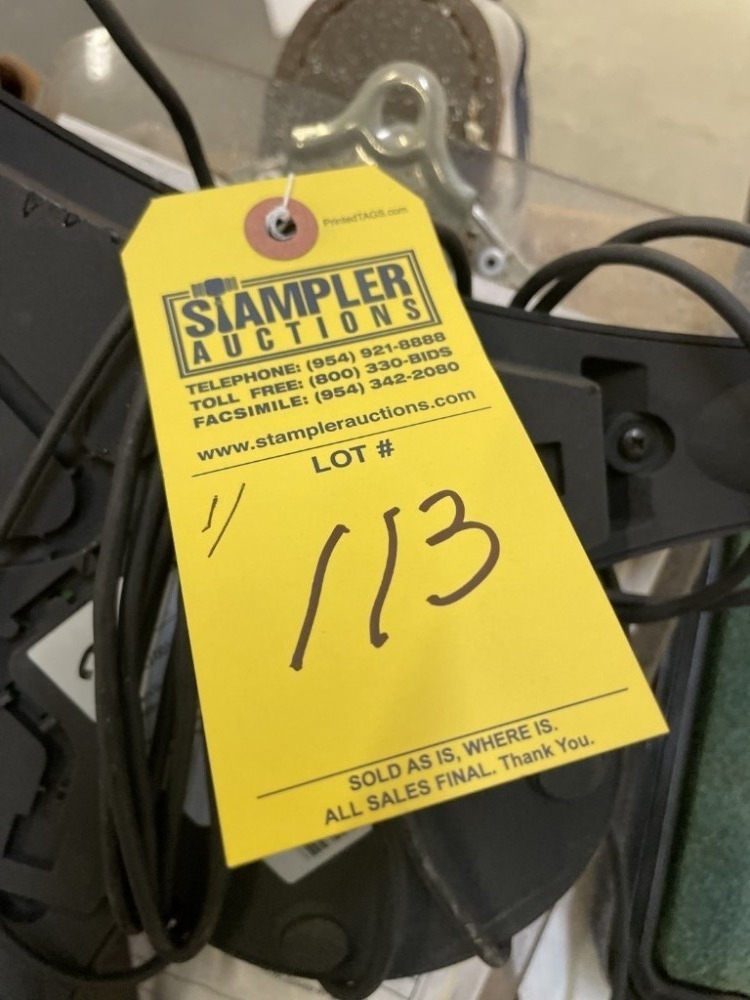 PrintedTAGS.com
STAMPLER
AUCTIONS
TELEPHONE: (954) 921-8888
TOLL FREE: (800) 330-BIDS
FACSIMILE: (954) 342-2080
www.stamplerauctions.com
LOT #
11
113
SOLD AS IS, WHERE IS.
ALL SALES FINAL. Thank You.